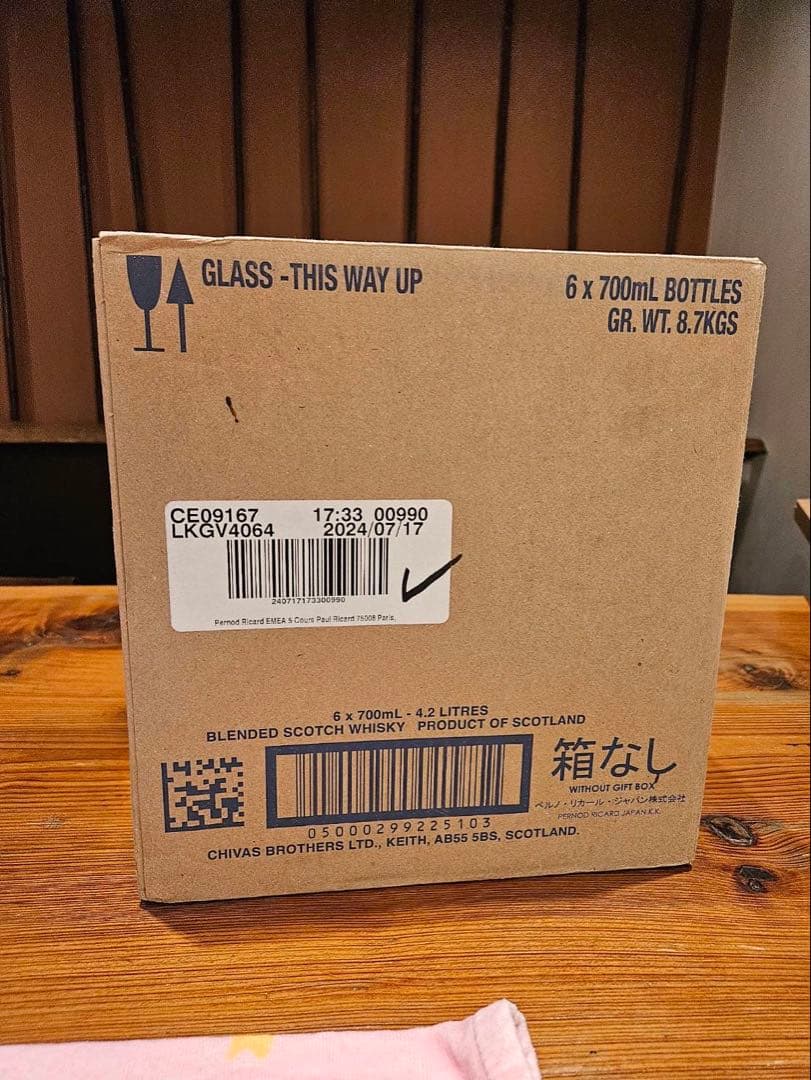 GLASS -THIS WAY UP
6 x 700mL BOTTLES
GR. WT. 8.7KGS
CE09167 17:33 00990
LKGV4064 2024/07/17
240717173300990
Pernod Ricard EMEA 5 Cours Paul Ricard 75008 Paris,
6 x 700mL - 4.2 LITRES
BLENDED SCOTCH WHISKY PRODUCT OF SCOTLAND
箱なし
WITHOUT GIFT BOX
ペルノ・リカール・ジャパン株式会社
PERNOD RICARD JAPAN K.K.
05000299225103
CHIVAS BROTHERS LTD., KEITH, AB55 5BS, SCOTLAND.